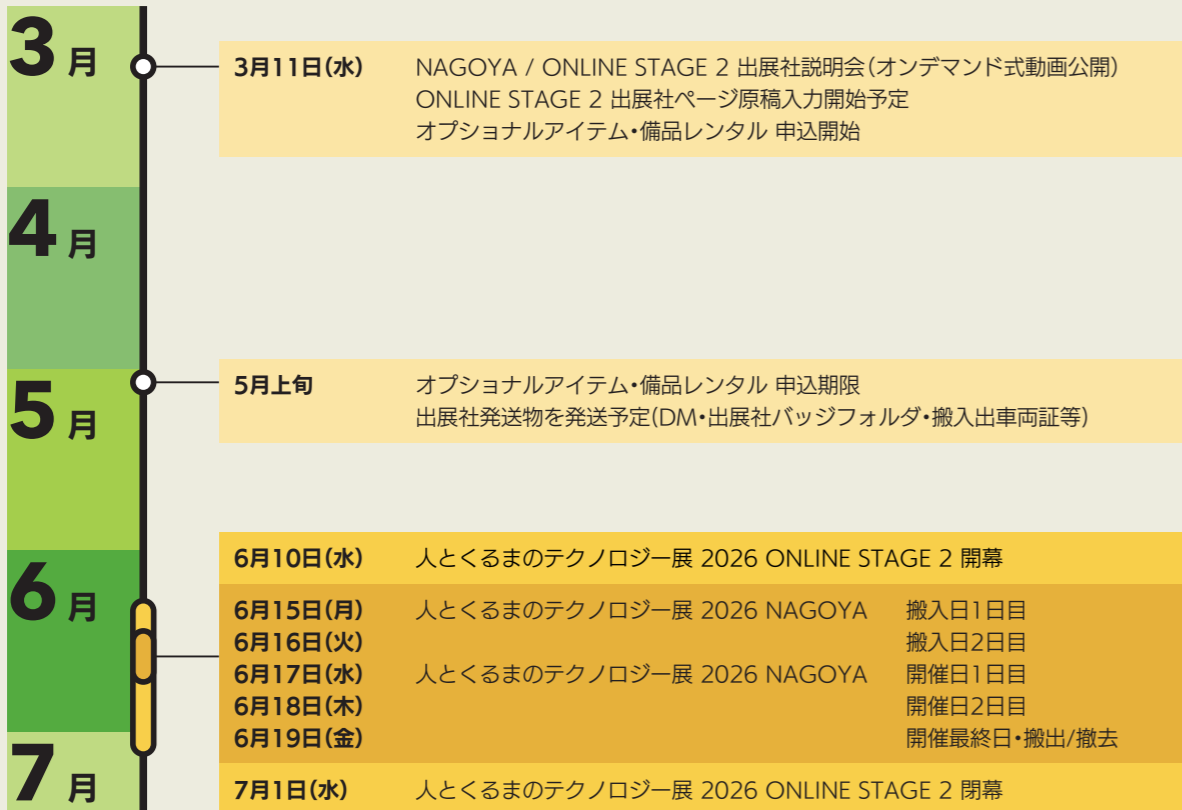 3月
3月11日(水) NAGOYA / ONLINE STAGE 2 出展社説明会(オンデマンド式動画公開)
ONLINE STAGE 2 出展社ページ原稿入力開始予定
オプショナルアイテム・備品レンタル 申込開始
4月
5月
5月上旬 オプショナルアイテム・備品レンタル 申込期限
出展社発送物を発送予定(DM・出展社バッジフォルダ・搬入出車両証等)
6月
6月10日(水) 人とくるまのテクノロジー展 2026 ONLINE STAGE 2 開幕
6月15日(月) 人とくるまのテクノロジー展 2026 NAGOYA 搬入日1日目
6月16日(火) 搬入日2日目
6月17日(水) 人とくるまのテクノロジー展 2026 NAGOYA 開催日1日目
6月18日(木) 開催日2日目
6月19日(金) 開催最終日・搬出/撤去
7月
7月1日(水) 人とくるまのテクノロジー展 2026 ONLINE STAGE 2 閉幕